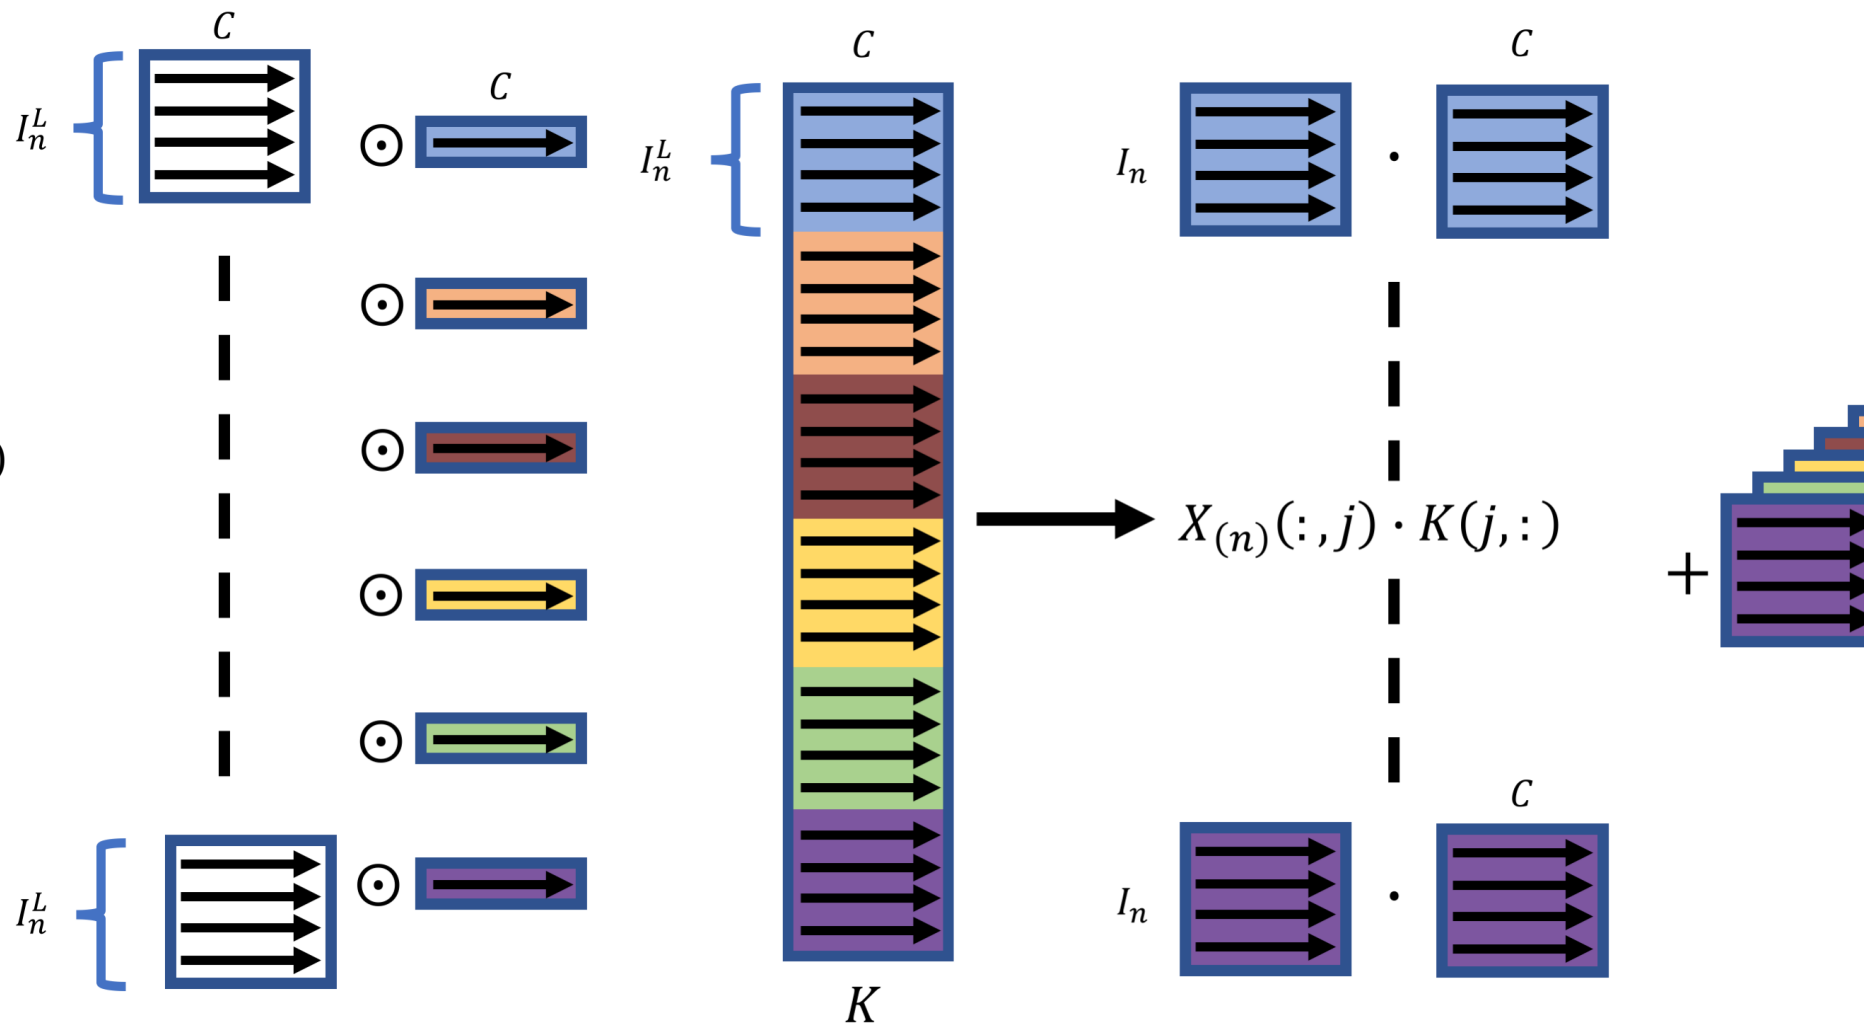 C
I_n^L
C
⊙
⊙
⊙
⊙
⊙
⊙
I_n^L
)
C
I_n^L
K
C
I_n
·
X_(n)(:,j) · K(j,:)
+
C
I_n
·